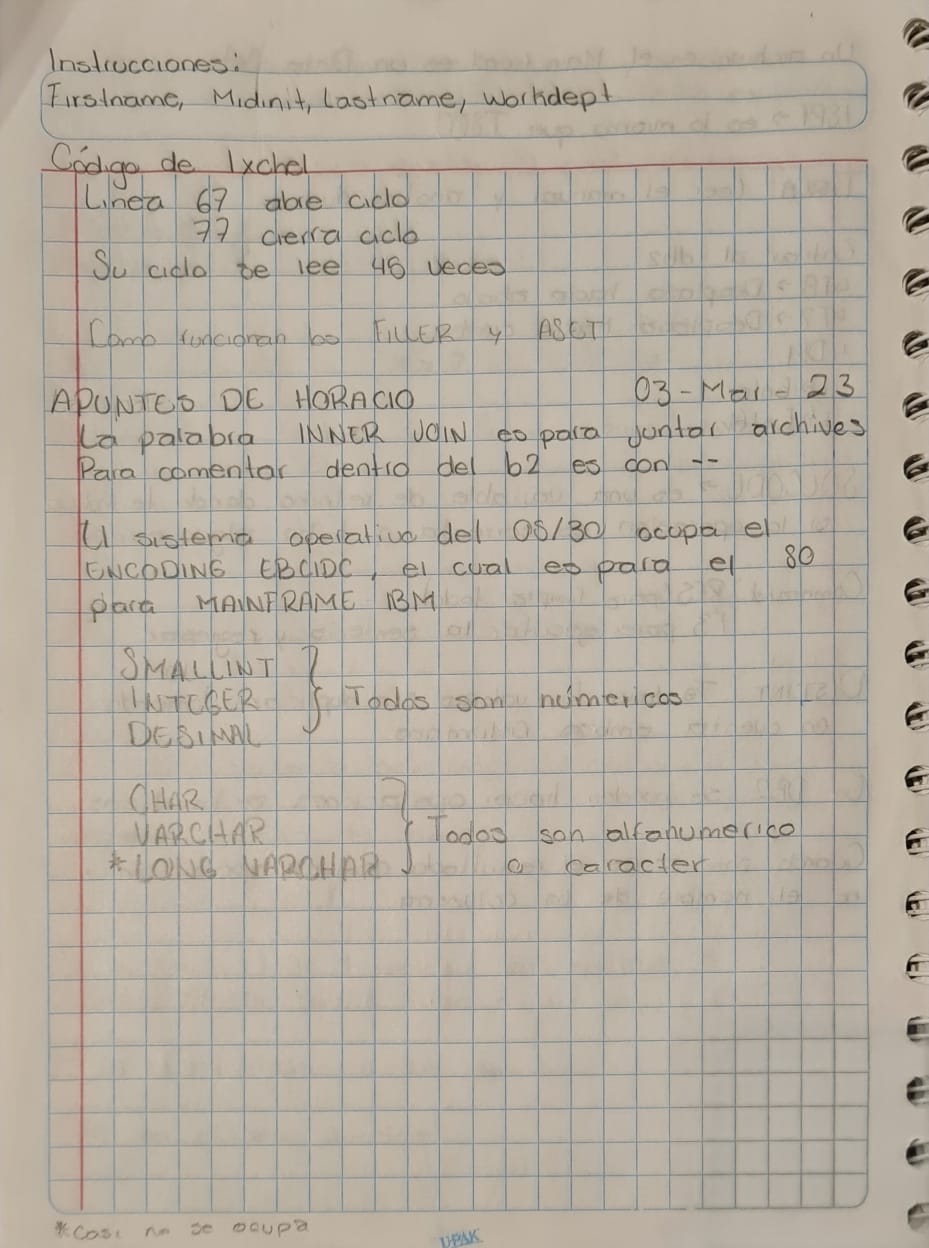 Instrucciones:
Firstname, Midinit, Lastname, Workdept
Código de Ixchel
Linea 67 abre ciclo
77 cierra ciclo
Su ciclo se lee 46 veces
Como funcionan los FILLER y ASET
APUNTES DE HORACIO 03-Mar-23
La palabra INNER JOIN es para juntar archives
Para comentar dentro del b2 es con --
El sistema operativo del OS/30 ocupa el
ENCODING EBCIDC, el cual es para el 80
para MAINFRAME IBM
SMALLINT
INTEGER
DESIMAL
Todos son númericos
CHAR
VARCHAR
*LONG VARCHAR
Todos son alfanumerico
o caracter
*Casi no se ocupa
U-PAK